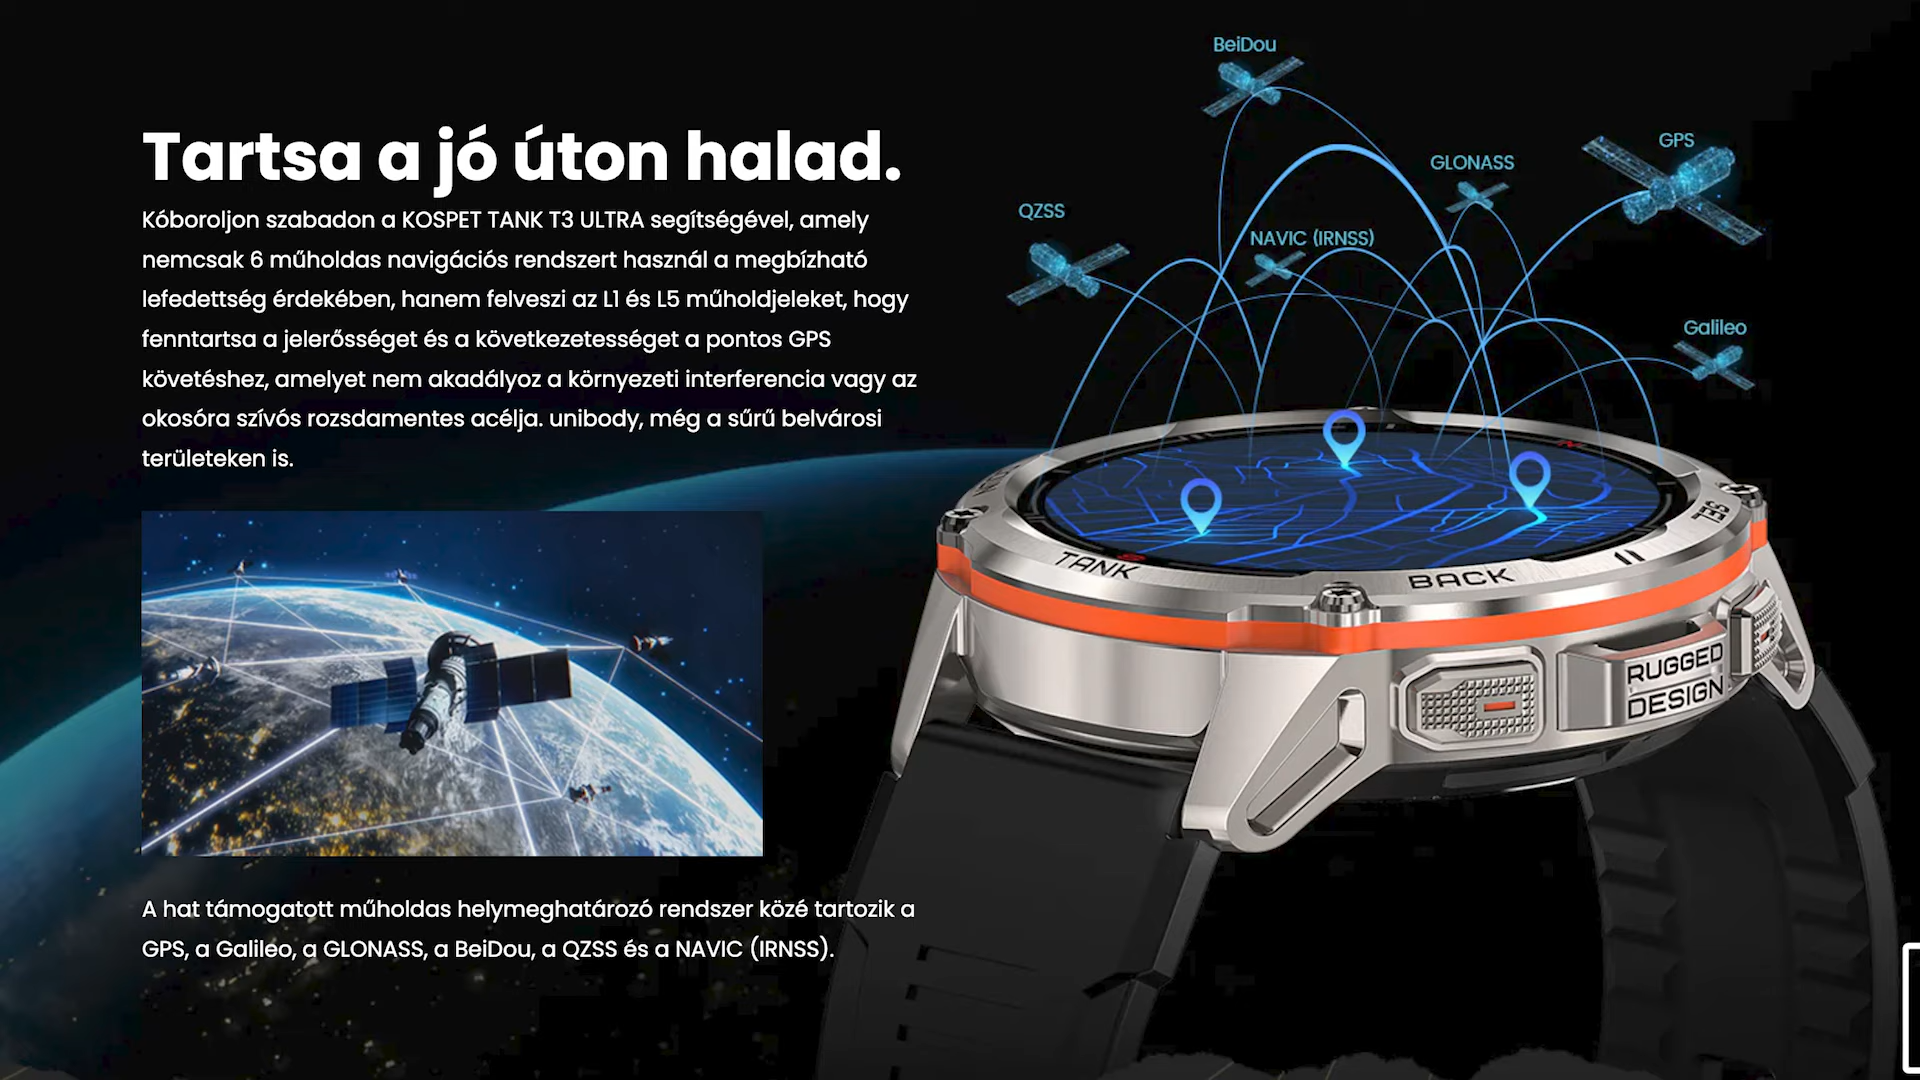 Tartsa a jó úton halad.
Kóboroljon szabadon a KOSPET TANK T3 ULTRA segítségével, amely
nemcsak 6 műholdas navigációs rendszert használ a megbízható
lefedettség érdekében, hanem felveszi az L1 és L5 műholdjeleket, hogy
fenntartsa a jelerősséget és a következetességet a pontos GPS
követéshez, amelyet nem akadályoz a környezeti interferencia vagy az
okosóra szívós rozsdamentes acélja. unibody, még a sűrű belvárosi
területeken is.
A hat támogatott műholdas helymeghatározó rendszer közé tartozik a
GPS, a Galileo, a GLONASS, a BeiDou, a QZSS és a NAVIC (IRNSS).
BeiDou
GPS
GLONASS
QZSS
NAVIC (IRNSS)
Galileo
TANK
BACK
RUGGED
DESIGN